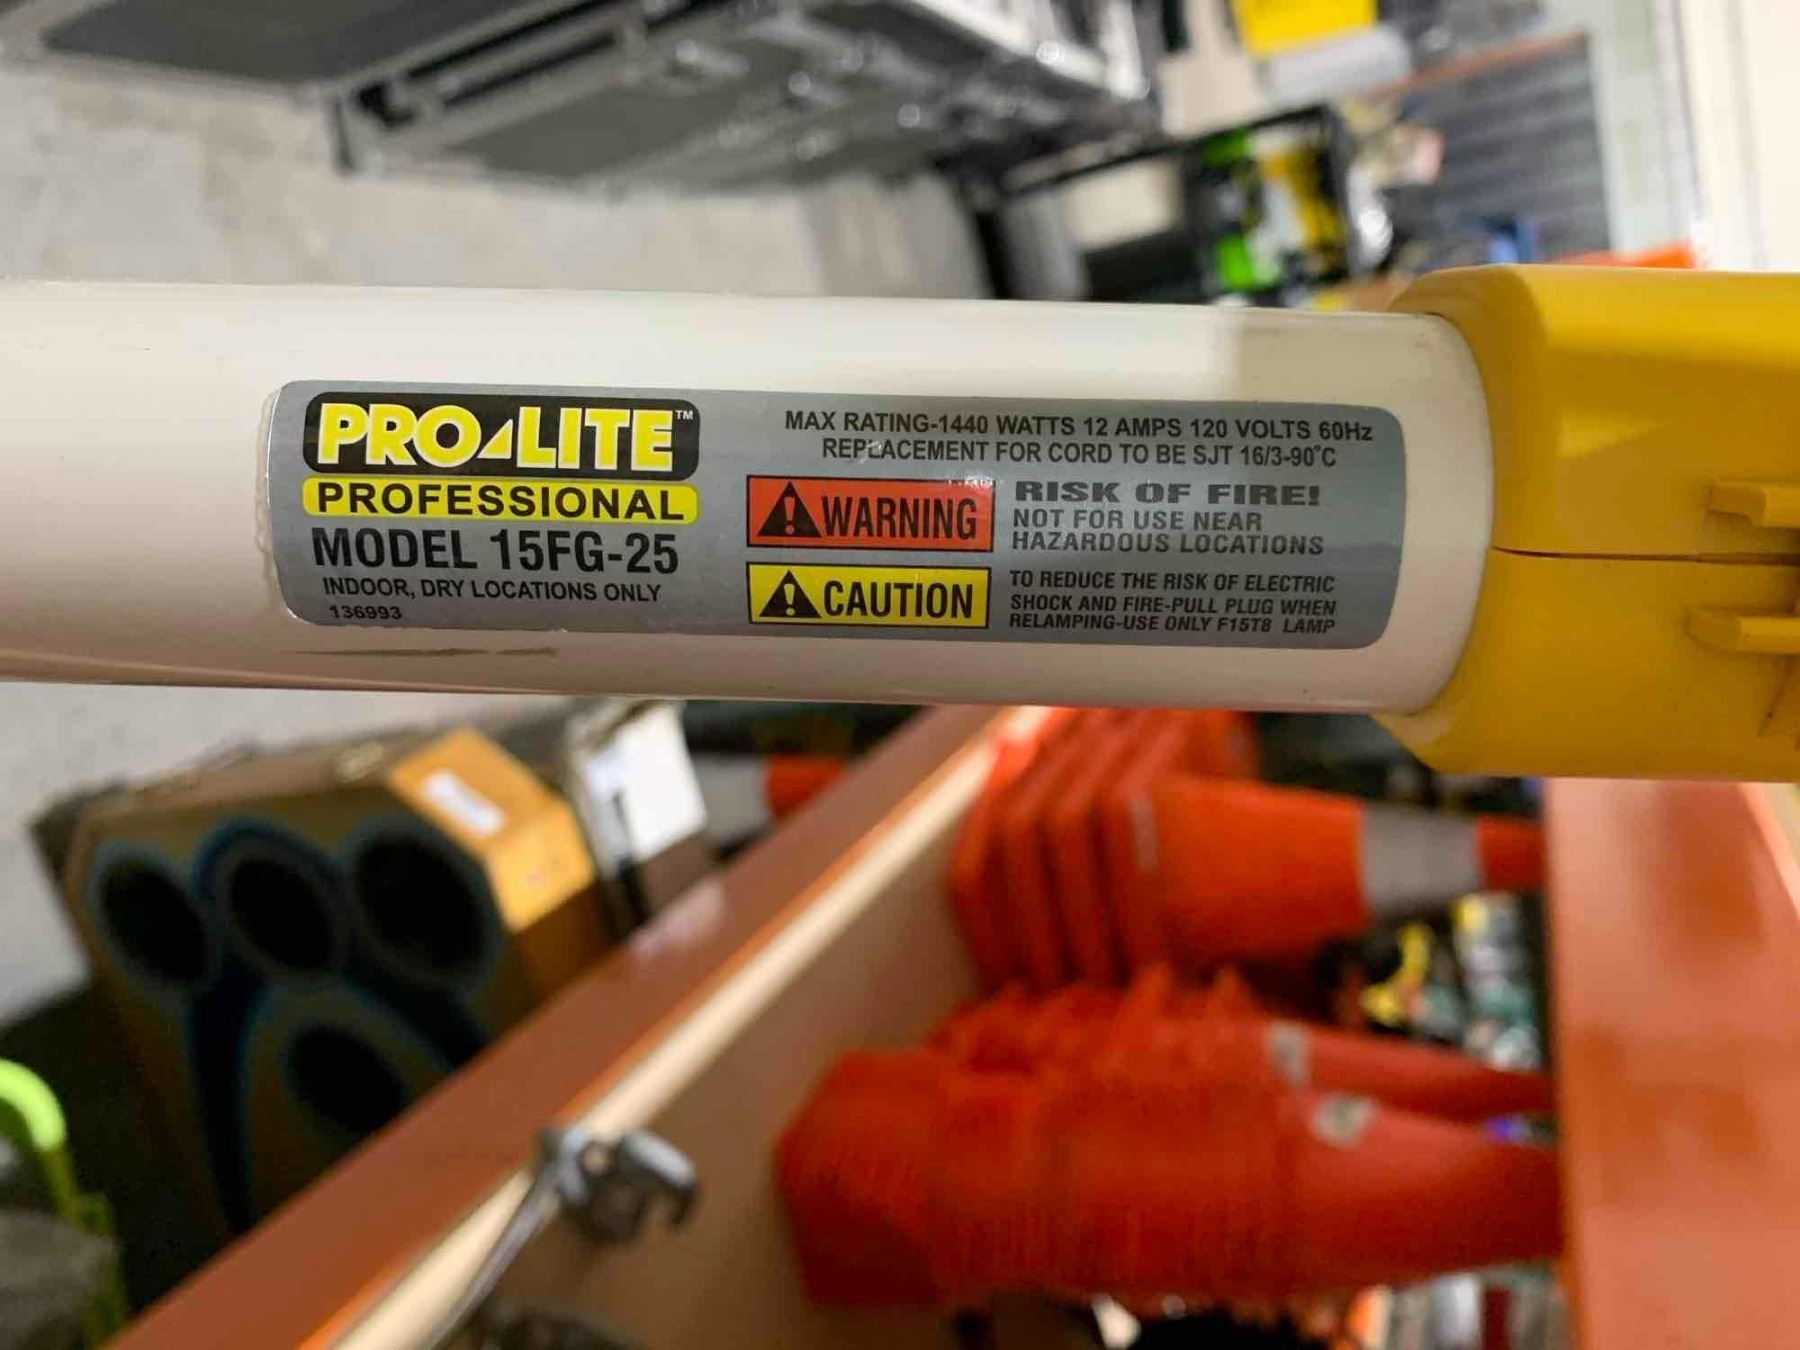 PRO LITE™
PROFESSIONAL
MODEL 15FG-25
INDOOR, DRY LOCATIONS ONLY
136993
MAX RATING-1440 WATTS 12 AMPS 120 VOLTS 60Hz
REPLACEMENT FOR CORD TO BE SJT 16/3-90°C
WARNING
RISK OF FIRE!
NOT FOR USE NEAR
HAZARDOUS LOCATIONS
CAUTION
TO REDUCE THE RISK OF ELECTRIC
SHOCK AND FIRE-PULL PLUG WHEN
RELAMPING-USE ONLY F15T8 LAMP